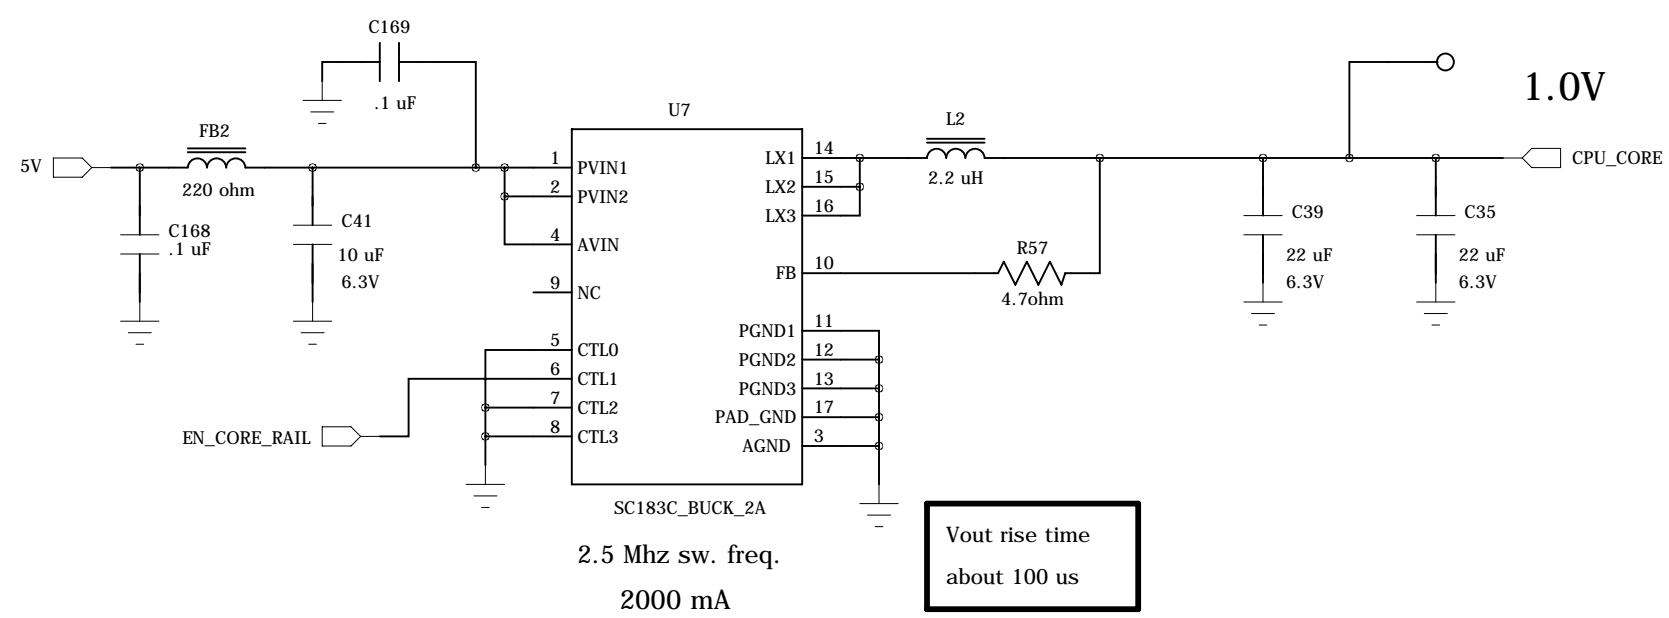 C169
.1 uF
1.0V
U7
FB2
L2
5V
220 ohm
1
PVIN1
2
PVIN2
4
AVIN
9
NC
5
CTL0
6
CTL1
7
CTL2
8
CTL3
LX1
14
LX2
15
LX3
16
FB
10
PGND1
11
PGND2
12
PGND3
13
PAD_GND
17
AGND
3
2.2 uH
CPU_CORE
C168
.1 uF
C41
10 uF
6.3V
R57
4.7ohm
C39
22 uF
6.3V
C35
22 uF
6.3V
EN_CORE_RAIL
SC183C_BUCK_2A
2.5 Mhz sw. freq.
2000 mA
Vout rise time
about 100 us